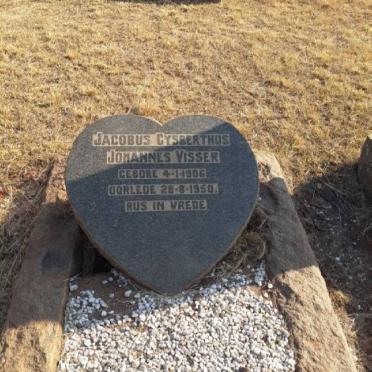 JACOBUS GYSBERTHUS
JOHANNES VISSER
GEBORE 4-1-1906
OORLEDE 28-8-1950.
RUS IN VREDE